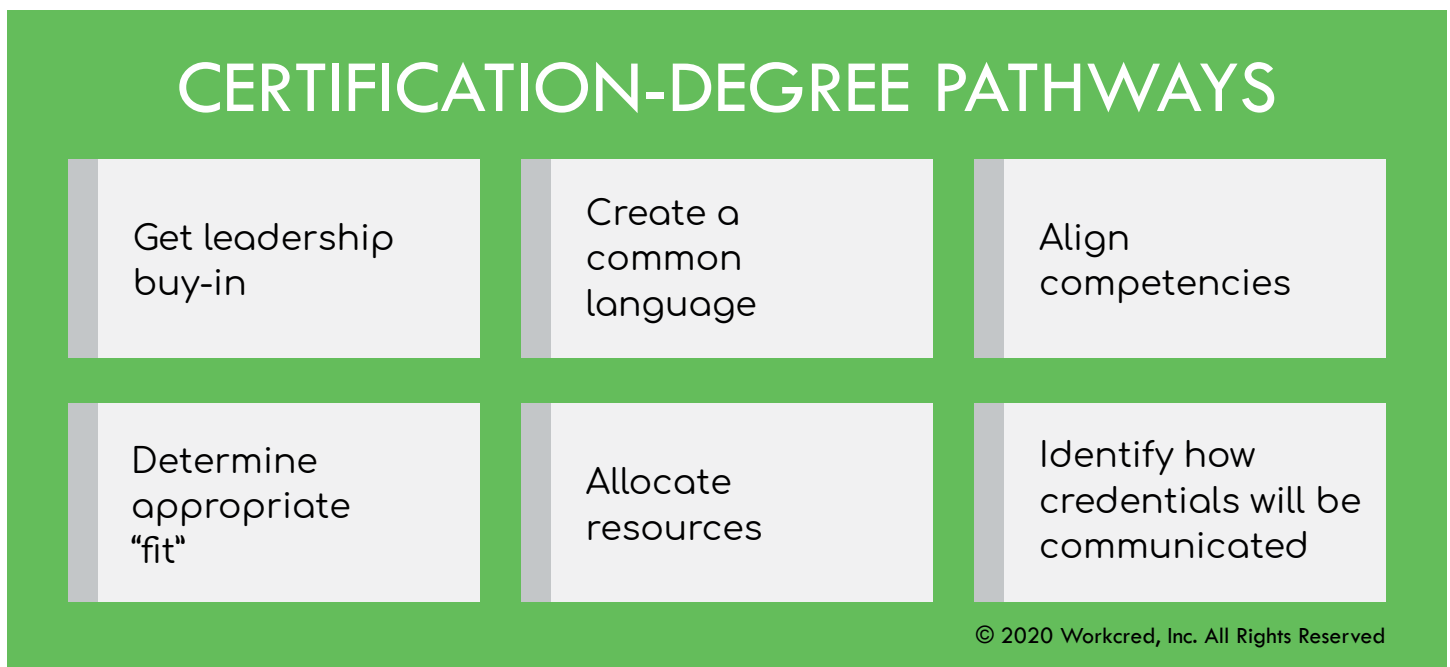 CERTIFICATION-DEGREE PATHWAYS
Get leadership
buy-in
Create a
common
language
Align
competencies
Determine
appropriate
“fit”
Allocate
resources
Identify how
credentials will be
communicated
© 2020 Workcred, Inc. All Rights Reserved